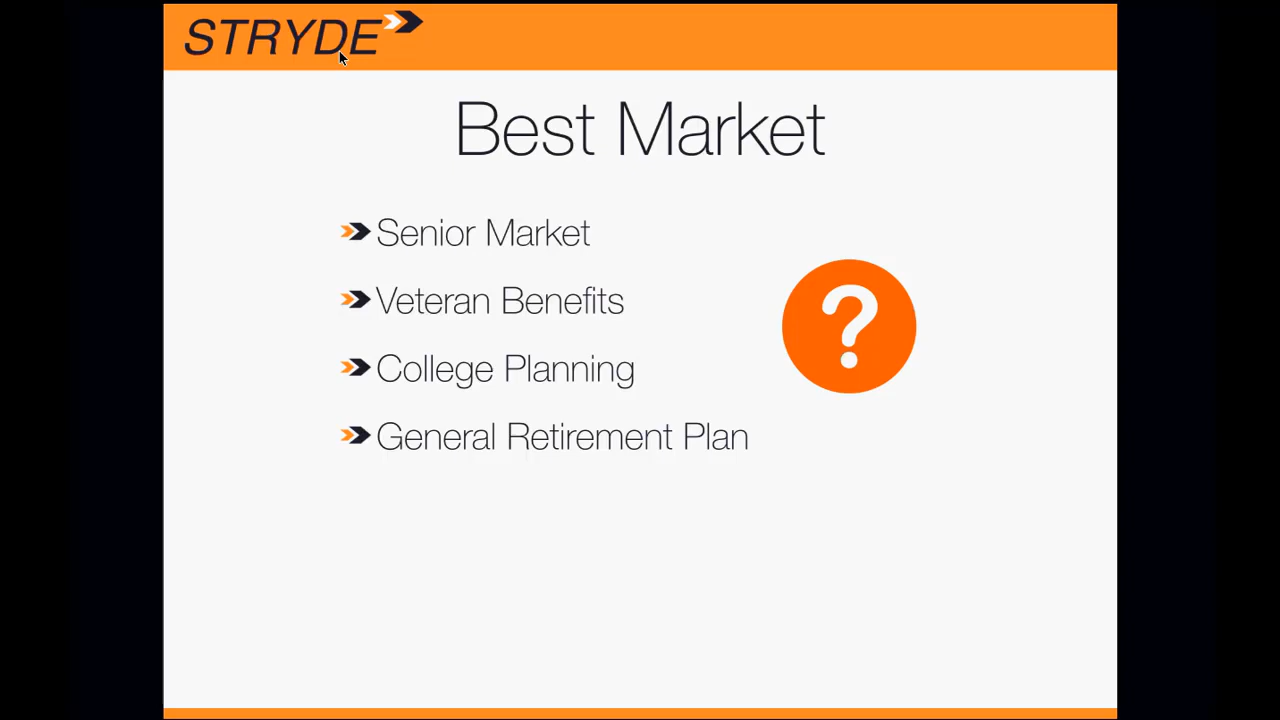 STRYDE
Best Market
Senior Market
Veteran Benefits
College Planning
General Retirement Plan
?